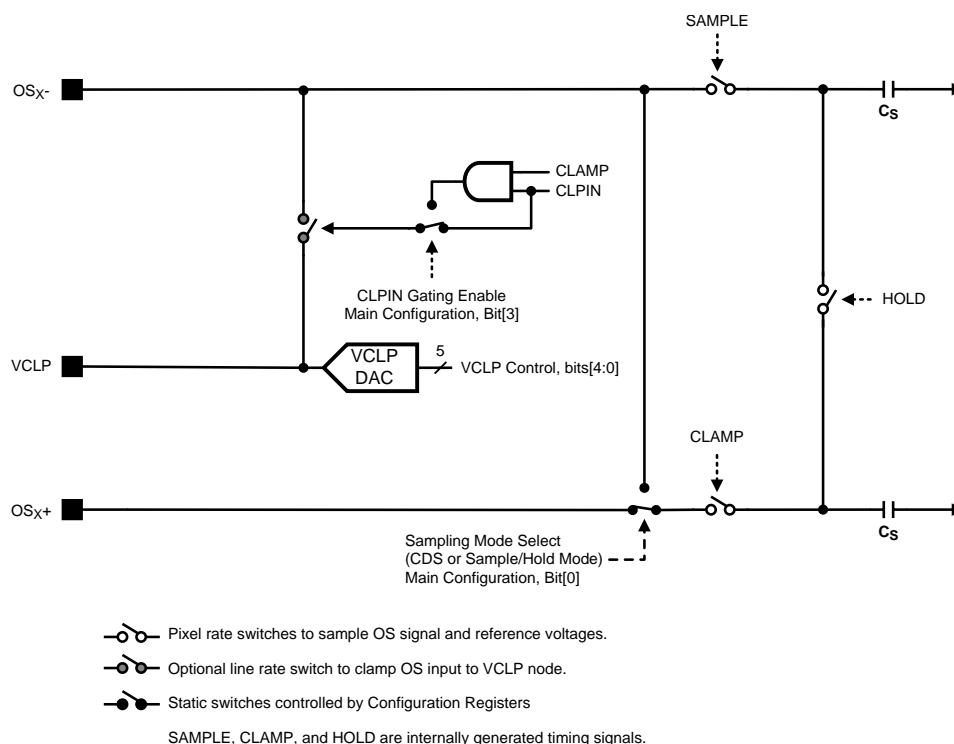 SAMPLE
OSX-
CS
CLAMP
CLPIN
CLPIN Gating Enable
Main Configuration, Bit[3]
HOLD
VCLP
VCLP
DAC
5
VCLP Control, bits[4:0]
CLAMP
OSX+
CS
Sampling Mode Select
(CDS or Sample/Hold Mode)
Main Configuration, Bit[0]
Pixel rate switches to sample OS signal and reference voltages.
Optional line rate switch to clamp OS input to VCLP node.
Static switches controlled by Configuration Registers
SAMPLE, CLAMP, and HOLD are internally generated timing signals.